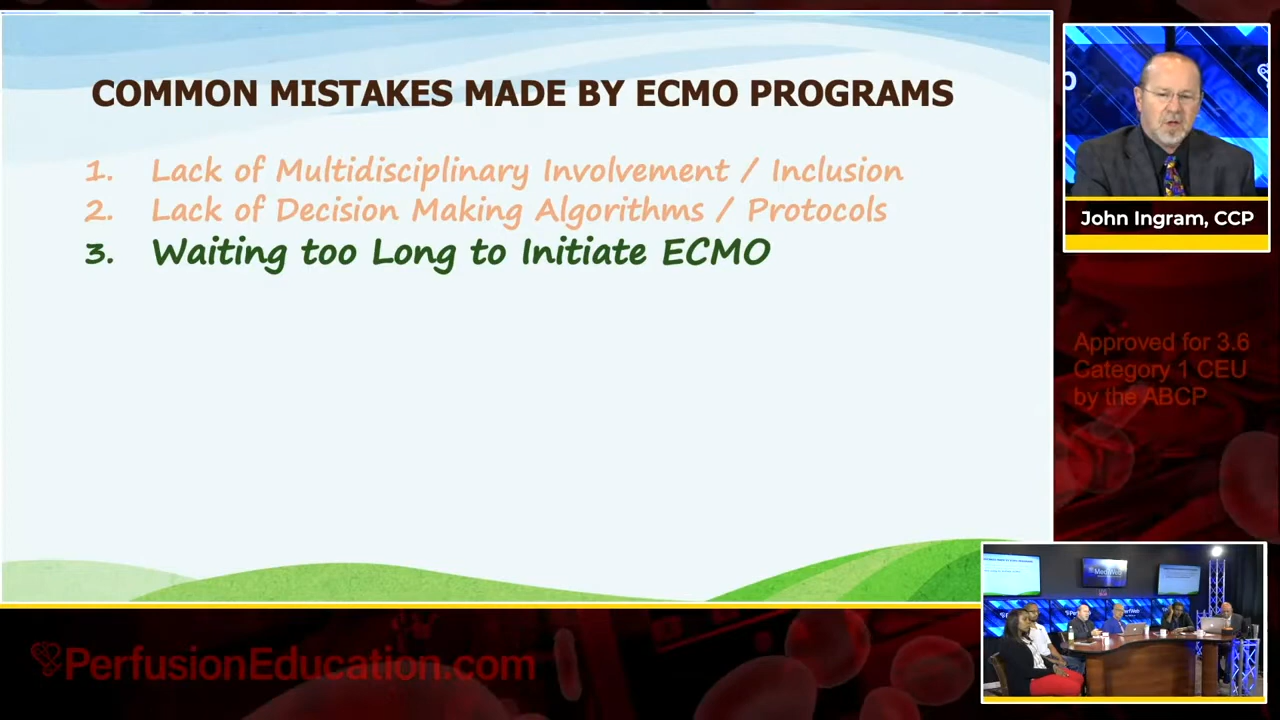 COMMON MISTAKES MADE BY ECMO PROGRAMS
1. Lack of Multidisciplinary Involvement / Inclusion
2. Lack of Decision Making Algorithms / Protocols
3. Waiting too Long to Initiate ECMO
John Ingram, CCP
Approved for 3.6
Category 1 CEU
by the ABCP
PerfusionEducation.com